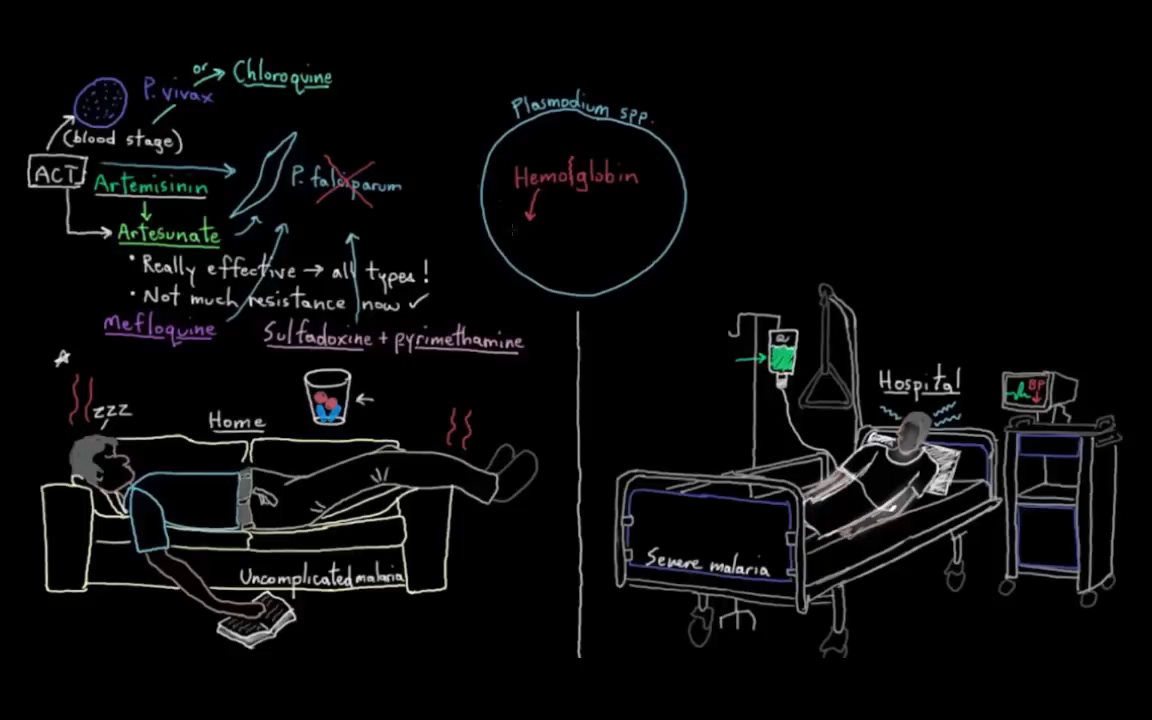 or
Chloroquine
P. vivax
(blood stage)
ACT
Artemisinin
P. falciparum
Artesunate
• Really effective → all types!
• Not much resistance now ✓
Mefloquine
Sulfadoxine + pyrimethamine
Plasmodium spp.
Hemoglobin
Home
zzz
Uncomplicated malaria
Hospital
BP
Severe malaria